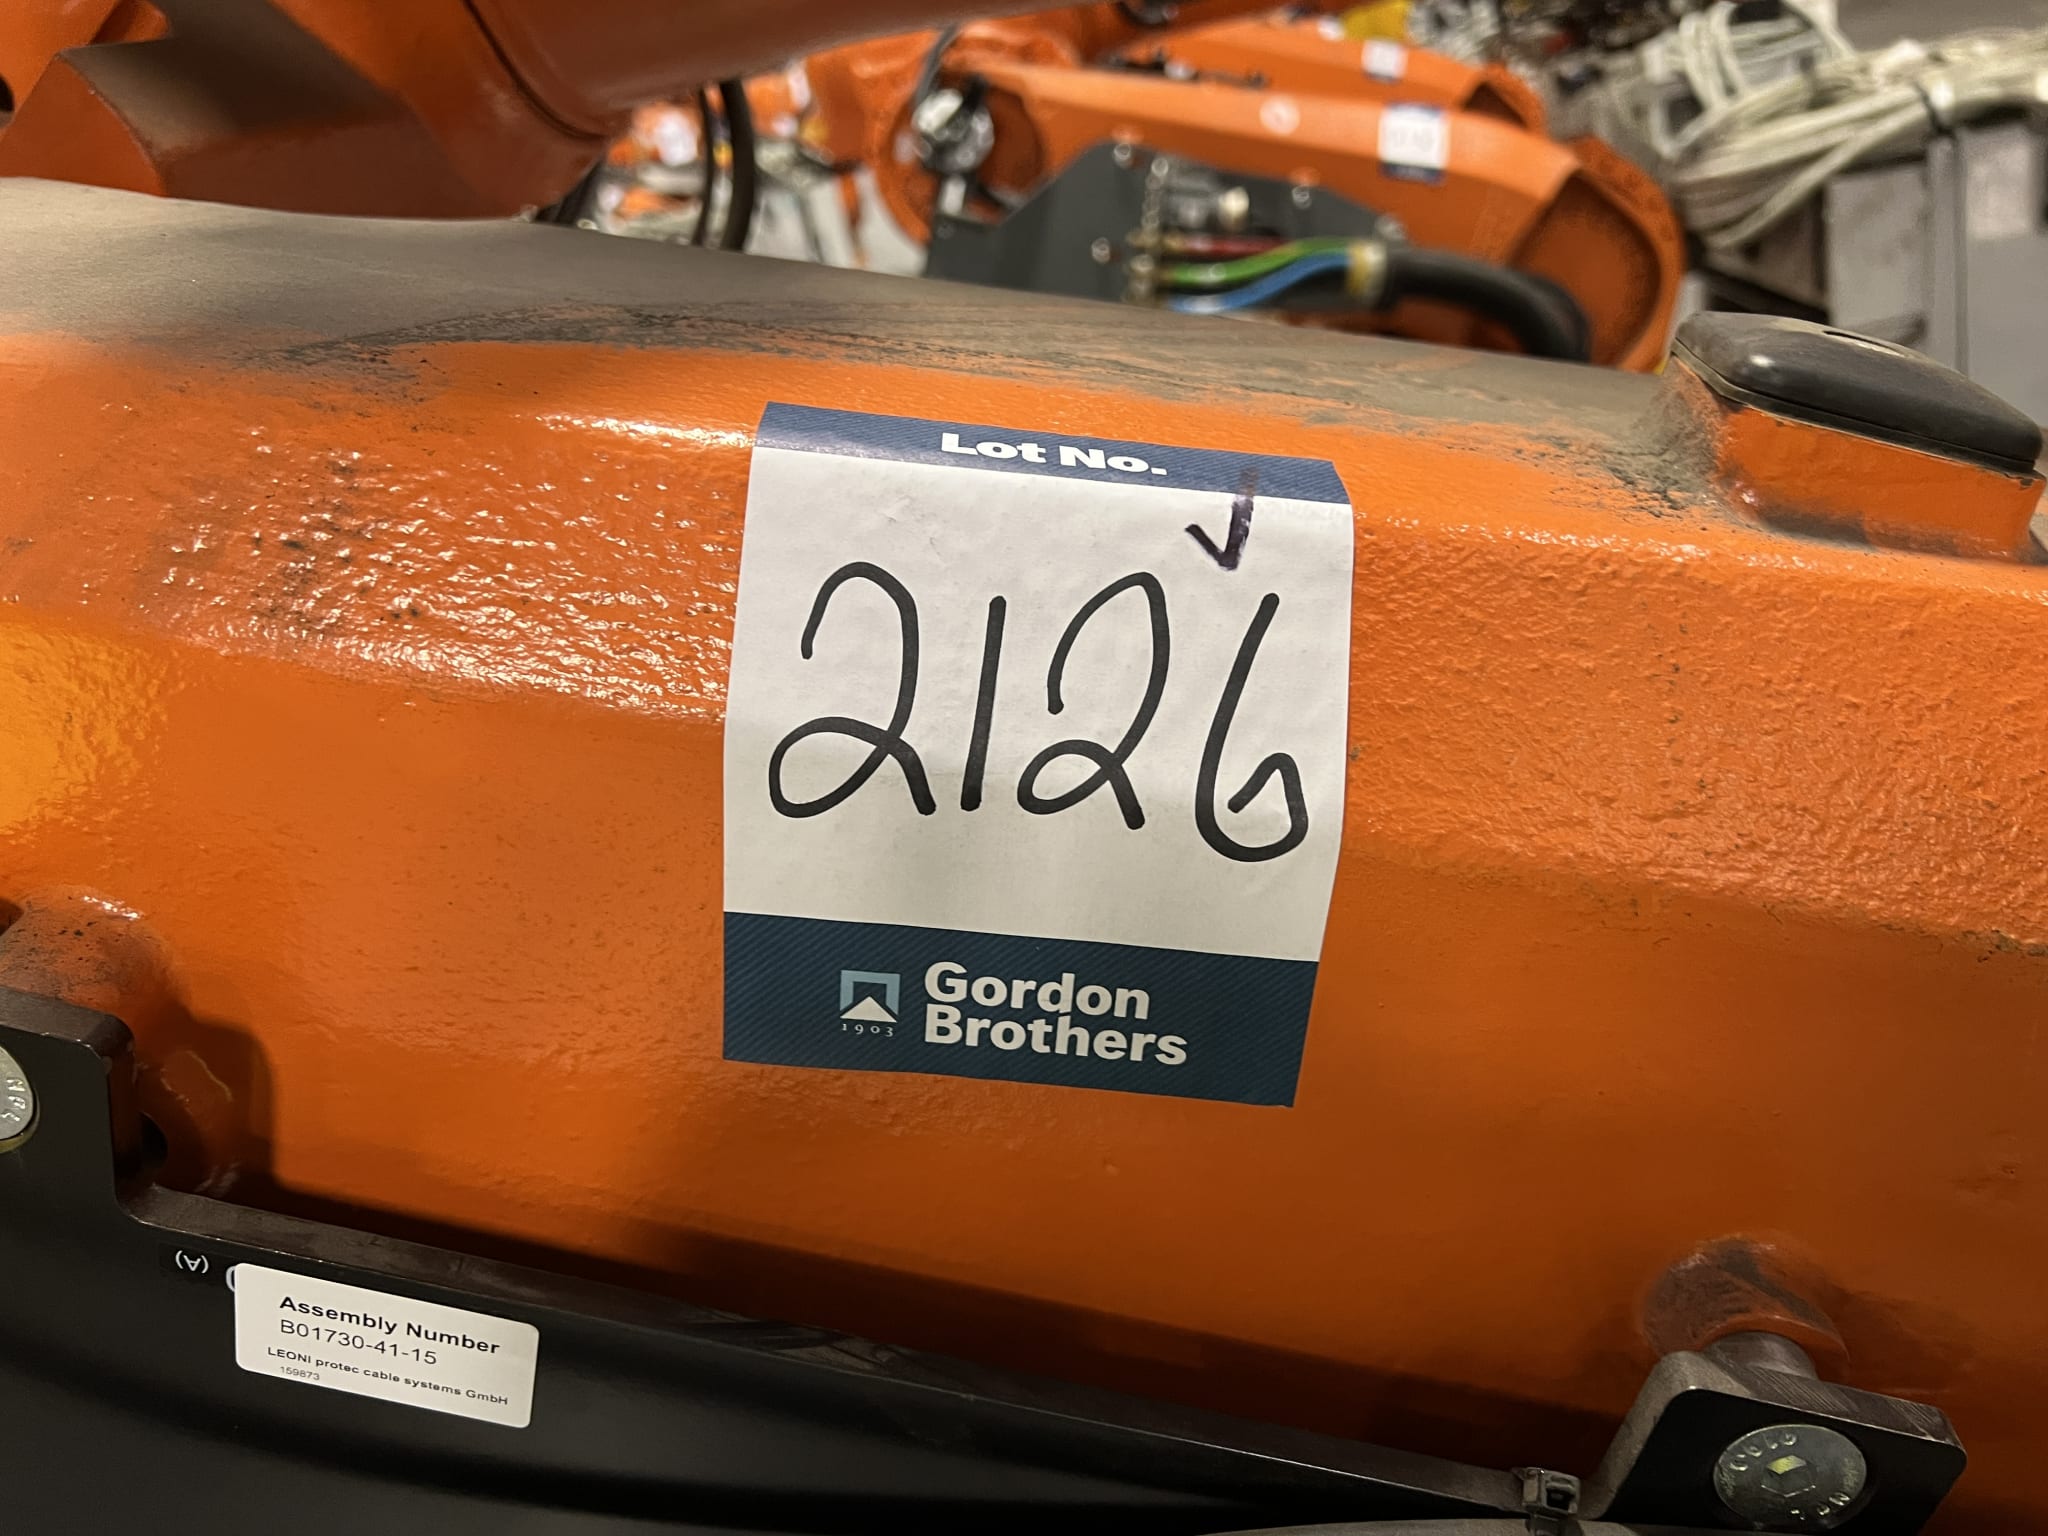 Lot No.
2126
1903
Gordon
Brothers
(A)
Assembly Number
B01730-41-15
LEONI protec cable systems GmbH
159873